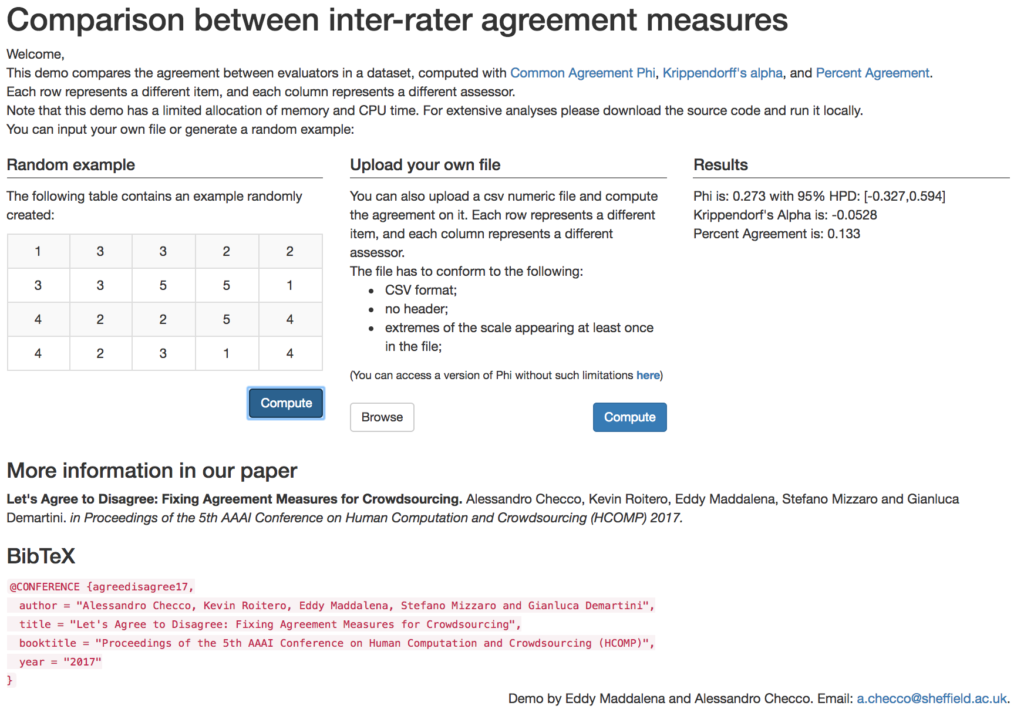 Comparison between inter-rater agreement measures
Welcome,
This demo compares the agreement between evaluators in a dataset, computed with Common Agreement Phi, Krippendorff's alpha, and Percent Agreement.
Each row represents a different item, and each column represents a different assessor.
Note that this demo has a limited allocation of memory and CPU time. For extensive analyses please download the source code and run it locally.
You can input your own file or generate a random example:
Random example
The following table contains an example randomly
created:
1 3 3 2 2
3 3 5 5 1
4 2 2 5 4
4 2 3 1 4
Compute
Upload your own file
You can also upload a csv numeric file and compute
the agreement on it. Each row represents a different
item, and each column represents a different
assessor.
The file has to conform to the following:
• CSV format;
• no header;
• extremes of the scale appearing at least once
in the file;
(You can access a version of Phi without such limitations here)
Browse
Compute
Results
Phi is: 0.273 with 95% HPD: [-0.327,0.594]
Krippendorf's Alpha is: -0.0528
Percent Agreement is: 0.133
More information in our paper
Let's Agree to Disagree: Fixing Agreement Measures for Crowdsourcing. Alessandro Checco, Kevin Roitero, Eddy Maddalena, Stefano Mizzaro and Gianluca
Demartini. in Proceedings of the 5th AAAI Conference on Human Computation and Crowdsourcing (HCOMP) 2017.
BibTeX
@CONFERENCE {agreedisagree17,
author = "Alessandro Checco, Kevin Roitero, Eddy Maddalena, Stefano Mizzaro and Gianluca Demartini",
title = "Let's Agree to Disagree: Fixing Agreement Measures for Crowdsourcing",
booktitle = "Proceedings of the 5th AAAI Conference on Human Computation and Crowdsourcing (HCOMP)",
year = "2017"
}
Demo by Eddy Maddalena and Alessandro Checco. Email: a.checco@sheffield.ac.uk.